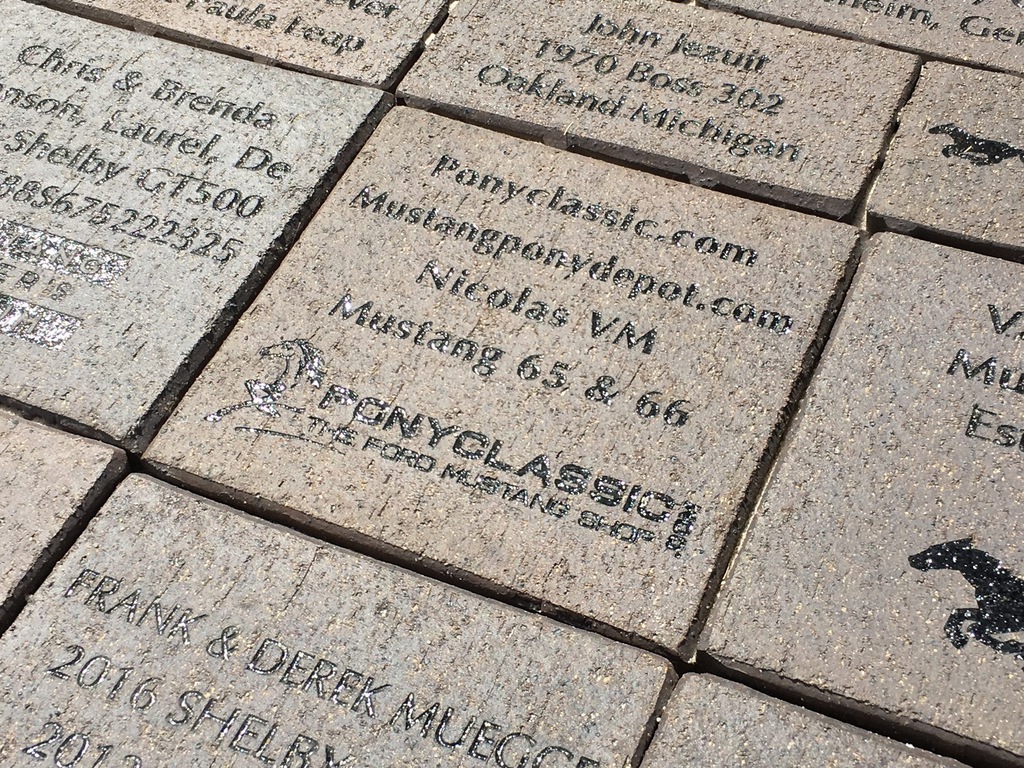 Paula Leap
John Jezuit
1970 Boss 302
Oakland Michigan
Chris & Brenda
Laurel, De
Shelby GT500
Ponyclassic.com
Mustangponydepot.com
Nicolas VM
Mustang 65 & 66
PONYCLASSIC
THE FORD MUSTANG SHOP
FRANK & DEREK
2016 SHELBY